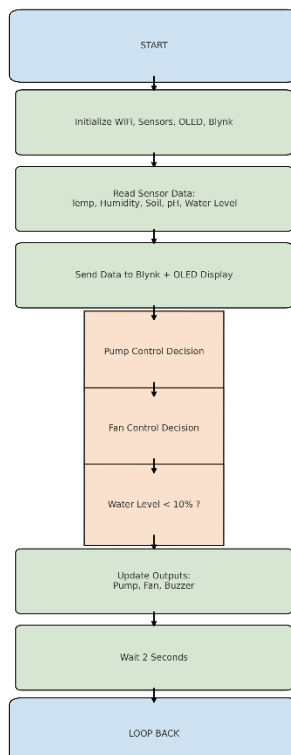 START
Initialize WiFi, Sensors, OLED, Blynk
Read Sensor Data:
Temp, Humidity, Soil, pH, Water Level
Send Data to Blynk + OLED Display
Pump Control Decision
Fan Control Decision
Water Level < 10% ?
Update Outputs:
Pump, Fan, Buzzer
Wait 2 Seconds
LOOP BACK